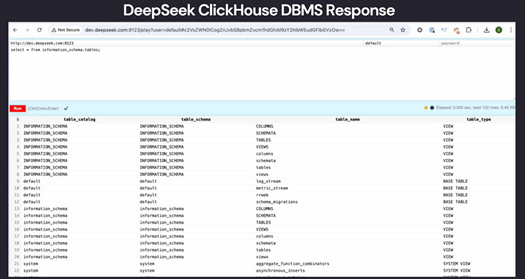 DeepSeek ClickHouse DBMS Response
Not Secure dev.deepseek.com:8123/play?user=default#
http://dev.deepseek.com:8123 default password
select * from information_schema.tables;
Run (Ctrl/Cmd+Enter) ✓ Elapsed: 0.005 sec, read 100 rows,
# table_catalog table_schema table_name table_type
1 INFORMATION_SCHEMA INFORMATION_SCHEMA COLUMNS VIEW
2 INFORMATION_SCHEMA INFORMATION_SCHEMA SCHEMATA VIEW
3 INFORMATION_SCHEMA INFORMATION_SCHEMA TABLES VIEW
4 INFORMATION_SCHEMA INFORMATION_SCHEMA VIEWS VIEW
5 INFORMATION_SCHEMA INFORMATION_SCHEMA columns VIEW
6 INFORMATION_SCHEMA INFORMATION_SCHEMA schemata VIEW
7 INFORMATION_SCHEMA INFORMATION_SCHEMA tables VIEW
8 INFORMATION_SCHEMA INFORMATION_SCHEMA views VIEW
9 default default log_stream BASE TABLE
10 default default metric_stream BASE TABLE
11 default default rrweb BASE TABLE
12 default default schema_migrations BASE TABLE
13 information_schema information_schema COLUMNS VIEW
14 information_schema information_schema SCHEMATA VIEW
15 information_schema information_schema TABLES VIEW
16 information_schema information_schema VIEWS VIEW
17 information_schema information_schema columns VIEW
18 information_schema information_schema schemata VIEW
19 information_schema information_schema tables VIEW
20 information_schema information_schema views VIEW
21 system system aggregate_function_combinators SYSTEM VIEW
22 system system asynchronous_inserts SYSTEM VIEW